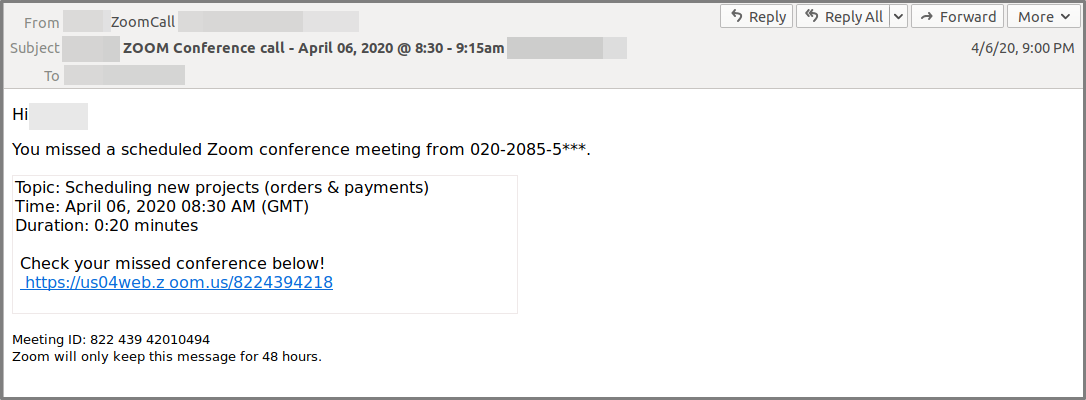 From ZoomCall
Reply Reply All Forward More
Subject ZOOM Conference call - April 06, 2020 @ 8:30 - 9:15am 4/6/20, 9:00 PM
To
Hi
You missed a scheduled Zoom conference meeting from 020-2085-5***.
Topic: Scheduling new projects (orders & payments)
Time: April 06, 2020 08:30 AM (GMT)
Duration: 0:20 minutes
Check your missed conference below!
https://us04web.z oom.us/8224394218
Meeting ID: 822 439 42010494
Zoom will only keep this message for 48 hours.